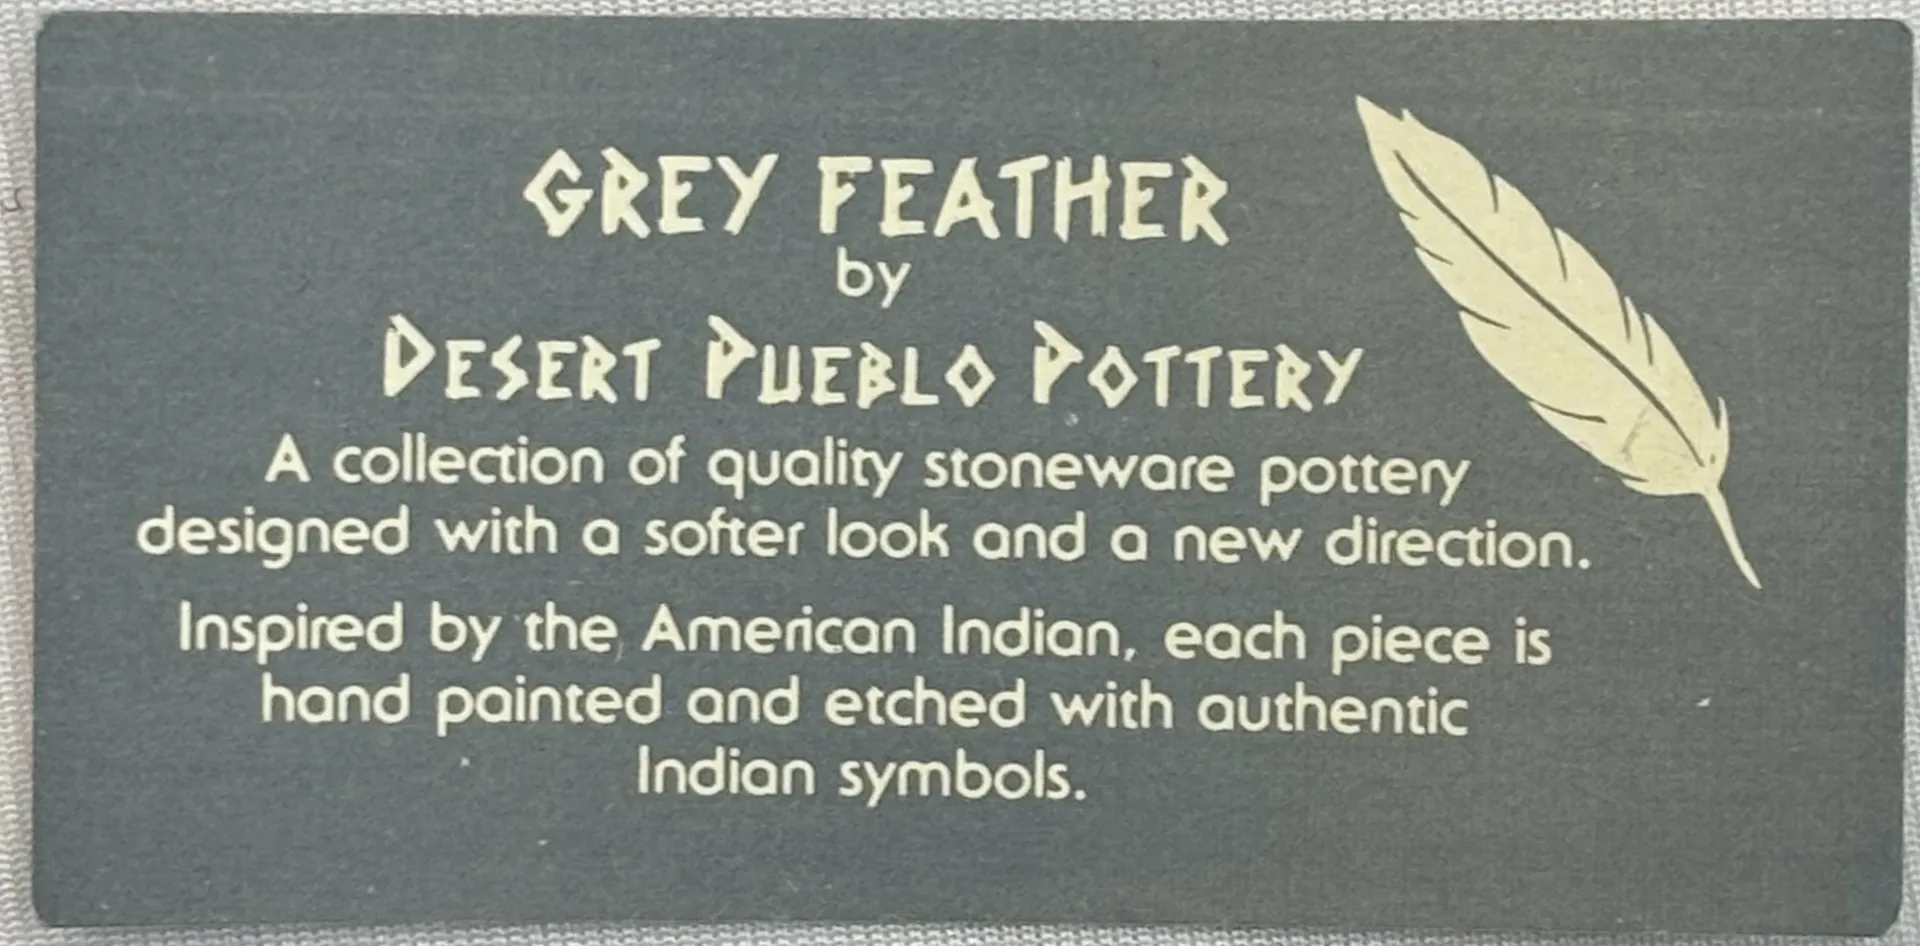 GREY FEATHER
by
DESERT PUEBLO POTTERY
A collection of quality stoneware pottery
designed with a softer look and a new direction.
Inspired by the American Indian, each piece is
hand painted and etched with authentic
Indian symbols.